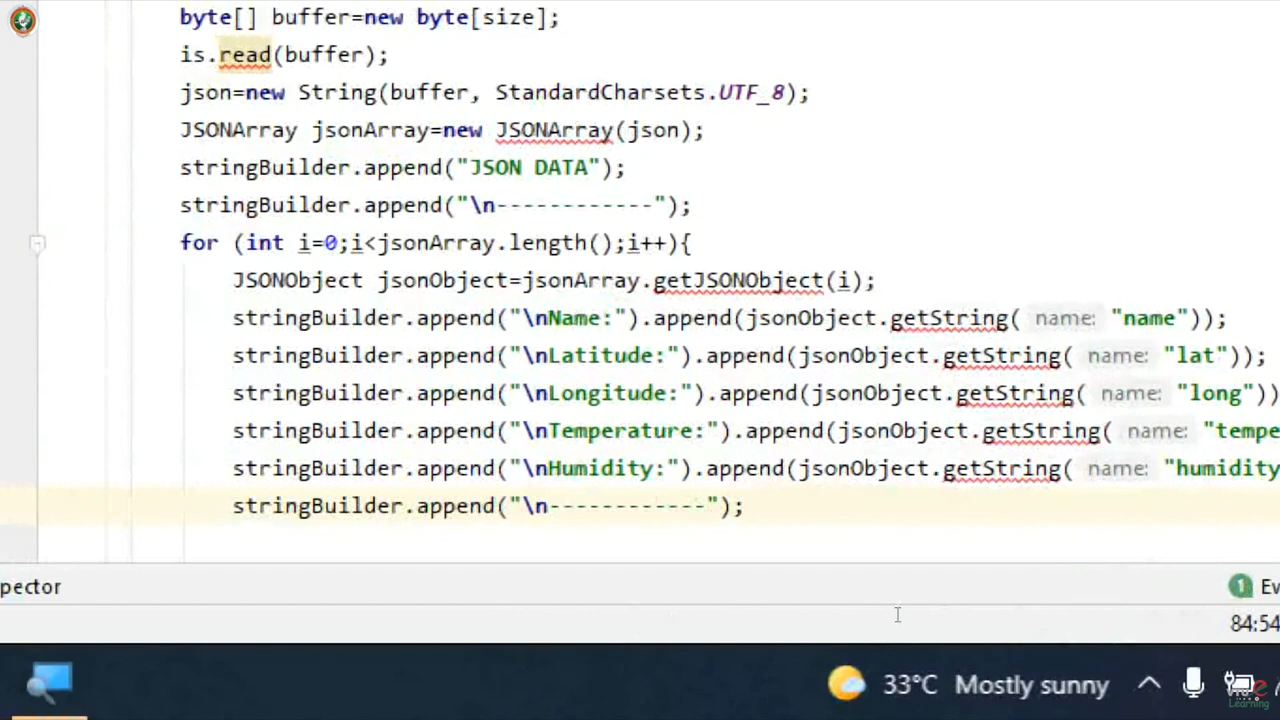 byte[] buffer=new byte[size];
is.read(buffer);
json=new String(buffer, StandardCharsets.UTF_8);
JSONArray jsonArray=new JSONArray(json);
stringBuilder.append("JSON DATA");
stringBuilder.append("\n------------");
for (int i=0;i<jsonArray.length();i++){
JSONObject jsonObject=jsonArray.getJSONObject(i);
stringBuilder.append("\nName:").append(jsonObject.getString( name: "name"));
stringBuilder.append("\nLatitude:").append(jsonObject.getString( name: "lat"));
stringBuilder.append("\nLongitude:").append(jsonObject.getString( name: "long"))
stringBuilder.append("\nTemperature:").append(jsonObject.getString( name: "tempe
stringBuilder.append("\nHumidity:").append(jsonObject.getString( name: "humidity
stringBuilder.append("\n------------");
pector
1 Ev
84:54
33°C Mostly sunny
Learning